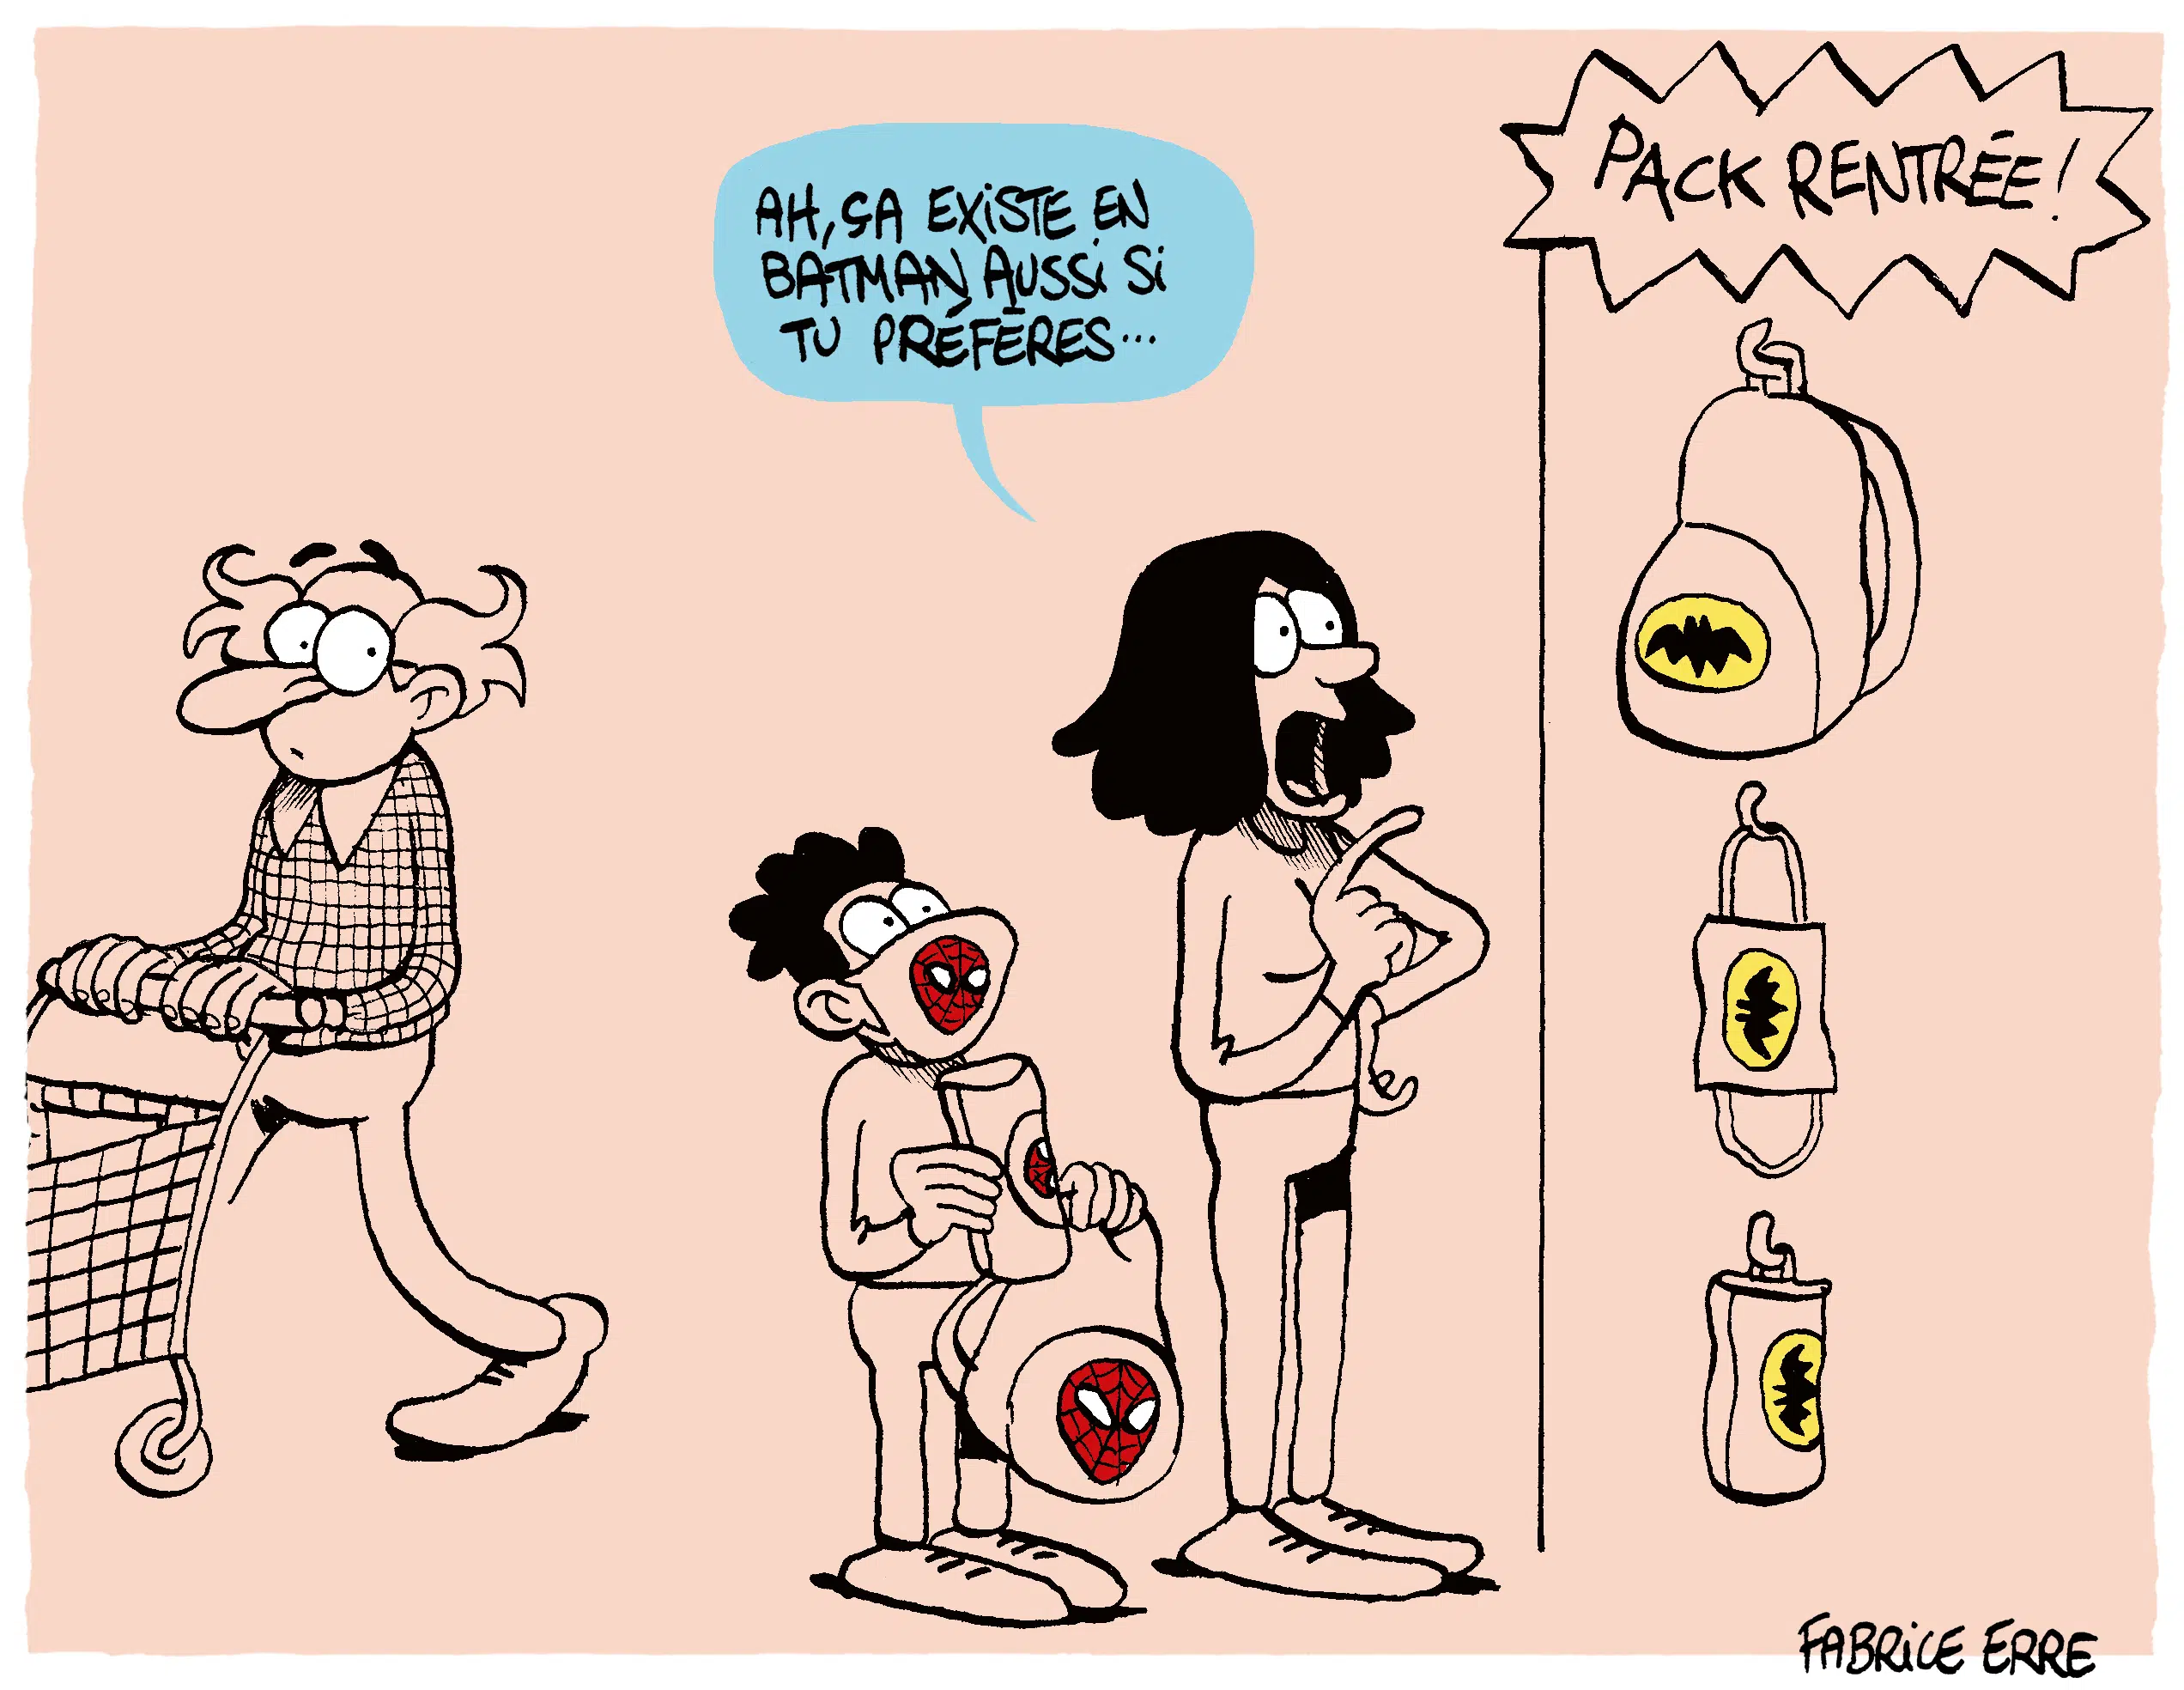 AH, ÇA EXISTE EN
BATMAN AUSSI SI
TU PRÉFÈRES...
PACK RENTRÉE!
FABRICE ERRE